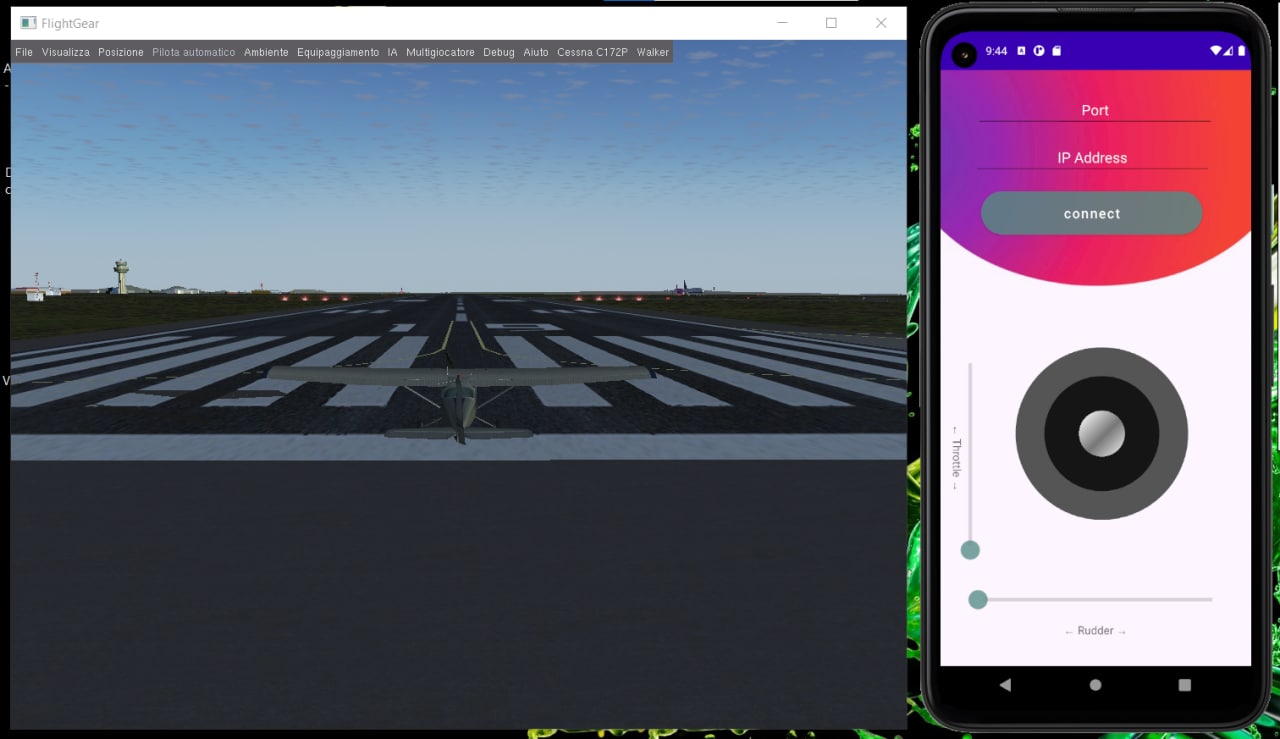 FlightGear
File Visualizza Posizione Pilota automatico Ambiente Equipaggiamento IA Multigiocatore Debug Aiuto Cessna C172P Walker
9:44
Port
IP Address
connect
← Throttle →
← Rudder →